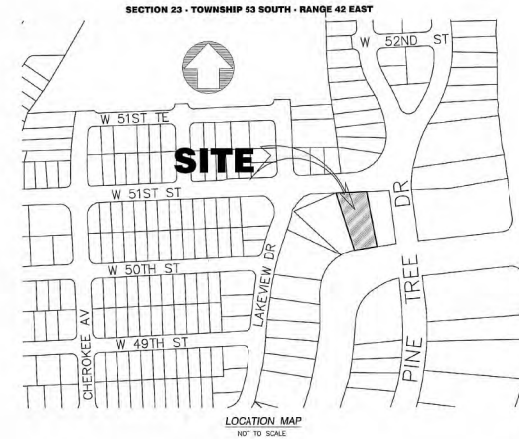 SECTION 23 - TOWNSHIP 53 SOUTH - RANGE 42 EAST
W 52ND ST
W 51ST TE
SITE
W 51ST ST
PINE TREE DR
LAKEVIEW DR
W 50TH ST
CHEROKEE AV
W 49TH ST
LOCATION MAP
NO" TO SCALE